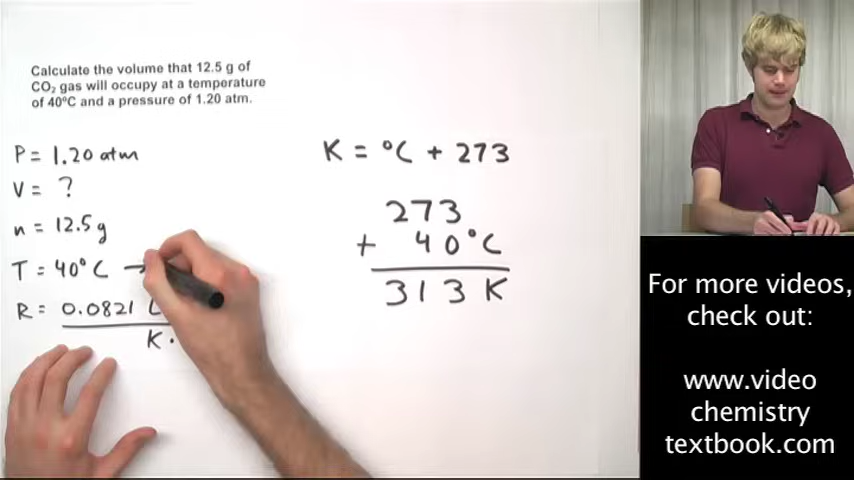 Calculate the volume that 12.5 g of
CO₂ gas will occupy at a temperature
of 40ºC and a pressure of 1.20 atm.
P = 1.20 atm
V = ?
n = 12.5 g
T = 40° C →
R = 0.0821 L
K ·
K = °C + 273
273
+ 40°C
313 K
For more videos,
check out:
www.video
chemistry
textbook.com